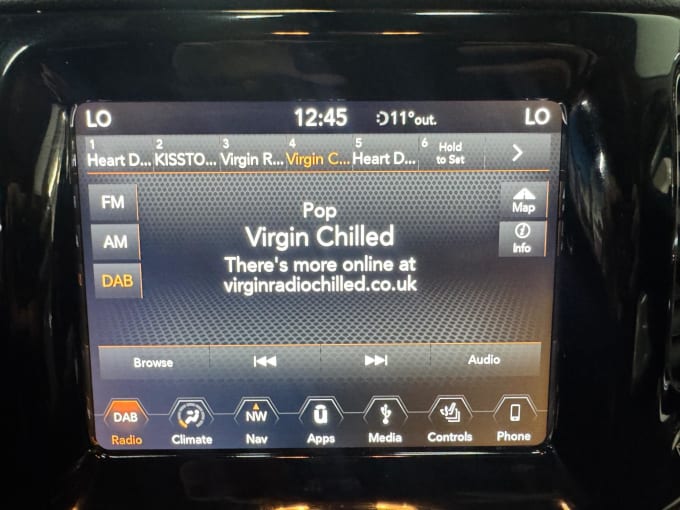 LO 12:45 11°out. LO
1 2 3 4 5 6 Hold to Set
Heart D... KISSTO... Virgin R... Virgin C... Heart D...
FM
AM
DAB
Pop
Virgin Chilled
There's more online at
virginradiochilled.co.uk
Map
Info
Browse Audio
DAB NW
Radio Climate Nav Apps Media Controls Phone